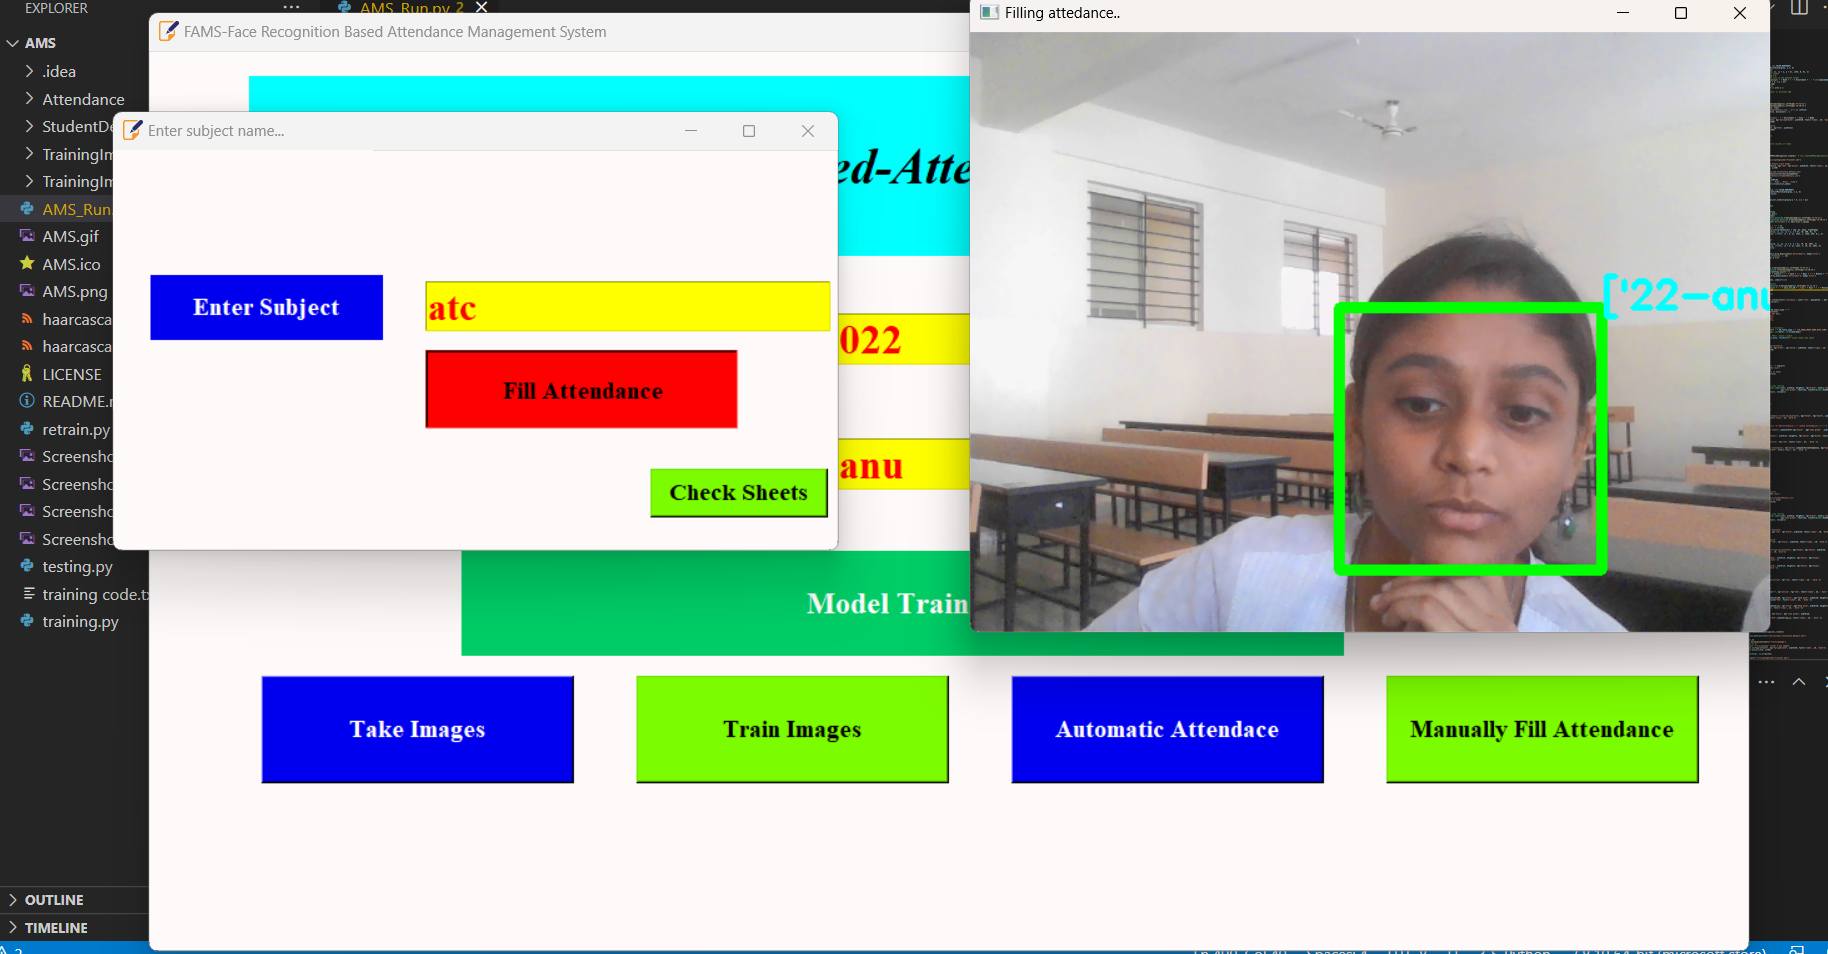 EXPLORER
···
AMS_Run.py 2
AMS
.idea
Attendance
StudentDe
TrainingIm
TrainingIm
AMS_Run.
AMS.gif
AMS.ico
AMS.png
haarcasca
haarcasca
LICENSE
README.r
retrain.py
Screensho
Screensho
Screensho
Screensho
testing.py
training code.tx
training.py
OUTLINE
TIMELINE
FAMS-Face Recognition Based Attendance Management System
ed-Atte
Enter subject name...
Enter Subject
atc
Fill Attendance
Check Sheets
022
anu
Model Train
Take Images
Train Images
Automatic Attendace
Manually Fill Attendance
Filling attedance..
['22-anu